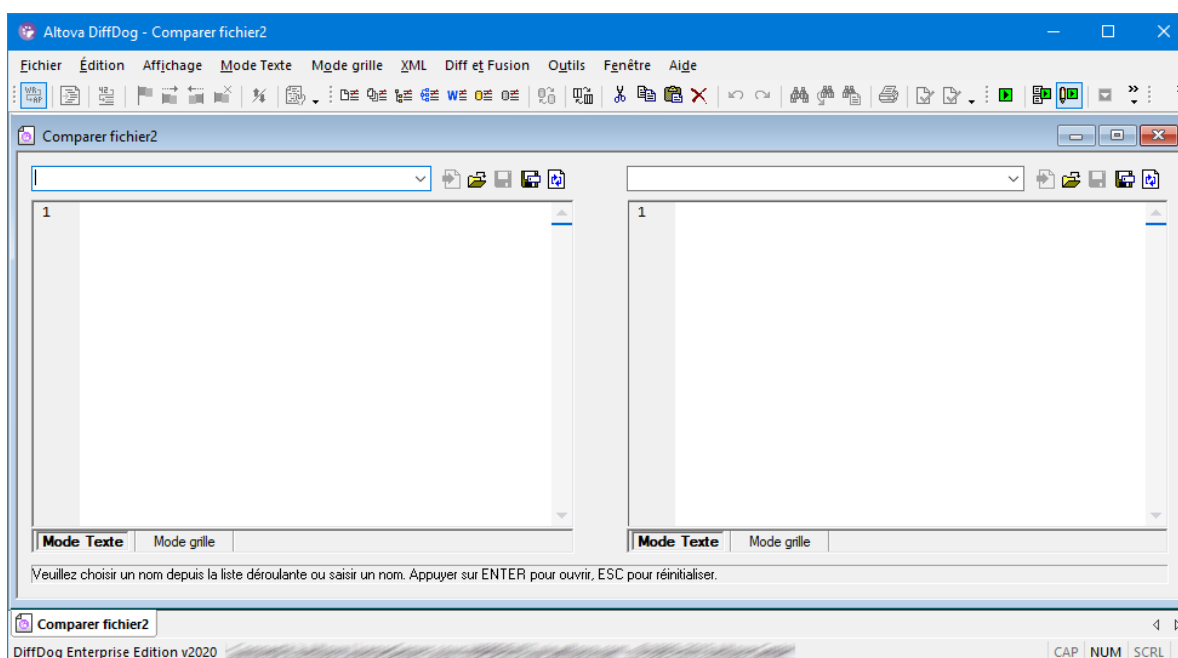 Altova DiffDog - Comparer fichier2
Fichier Édition Affichage Mode Texte Mode grille XML Diff et Fusion Outils Fenêtre Aide
Comparer fichier2
1
1
Mode Texte Mode grille
Mode Texte Mode grille
Veuillez choisir un nom depuis la liste déroulante ou saisir un nom. Appuyer sur ENTER pour ouvrir, ESC pour réinitialiser.
Comparer fichier2
DiffDog Enterprise Edition v2020
CAP NUM SCRL